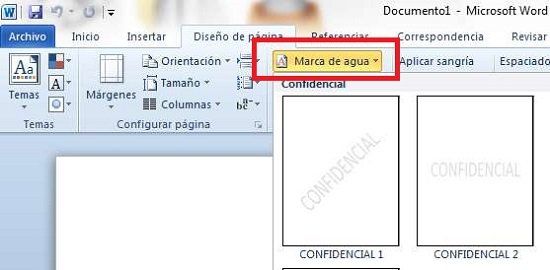 Documento1 - Microsoft Word
Archivo Inicio Insertar Diseño de página Referencias Correspondencia Revisar
Orientación Marca de agua Aplicar sangría Espaciado
Aa Tamaño
Temas Márgenes Columnas
Temas Configurar página
Confidencial
CONFIDENCIAL CONFIDENCIAL
CONFIDENCIAL 1 CONFIDENCIAL 2